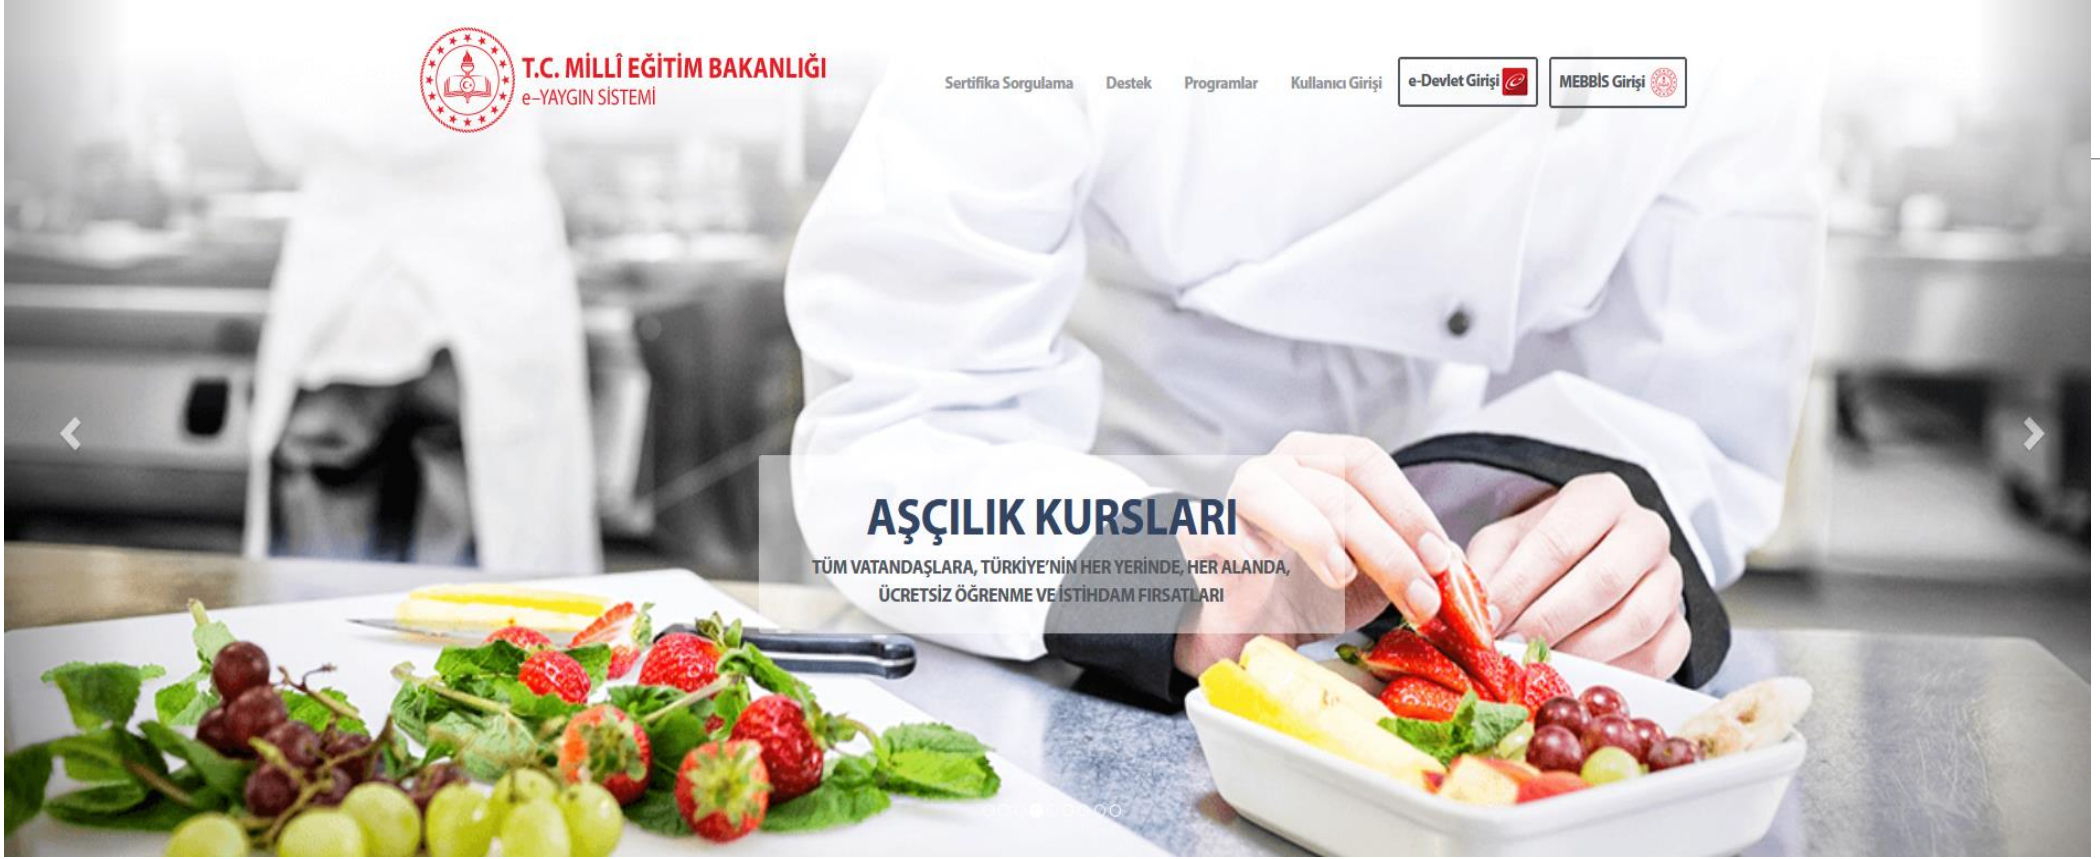 T.C. MİLLÎ EĞİTİM BAKANLIĞI
e-YAYGIN SİSTEMİ
Sertifika Sorgulama
Destek
Programlar
Kullanıcı Girişi
e-Devlet Girişi
MEBBİS Girişi
AŞÇILIK KURSLARI
TÜM VATANDAŞLARA, TÜRKİYE'NİN HER YERİNDE, HER ALANDA,
ÜCRETSİZ ÖĞRENME VE İSTİHDAM FIRSATLARI